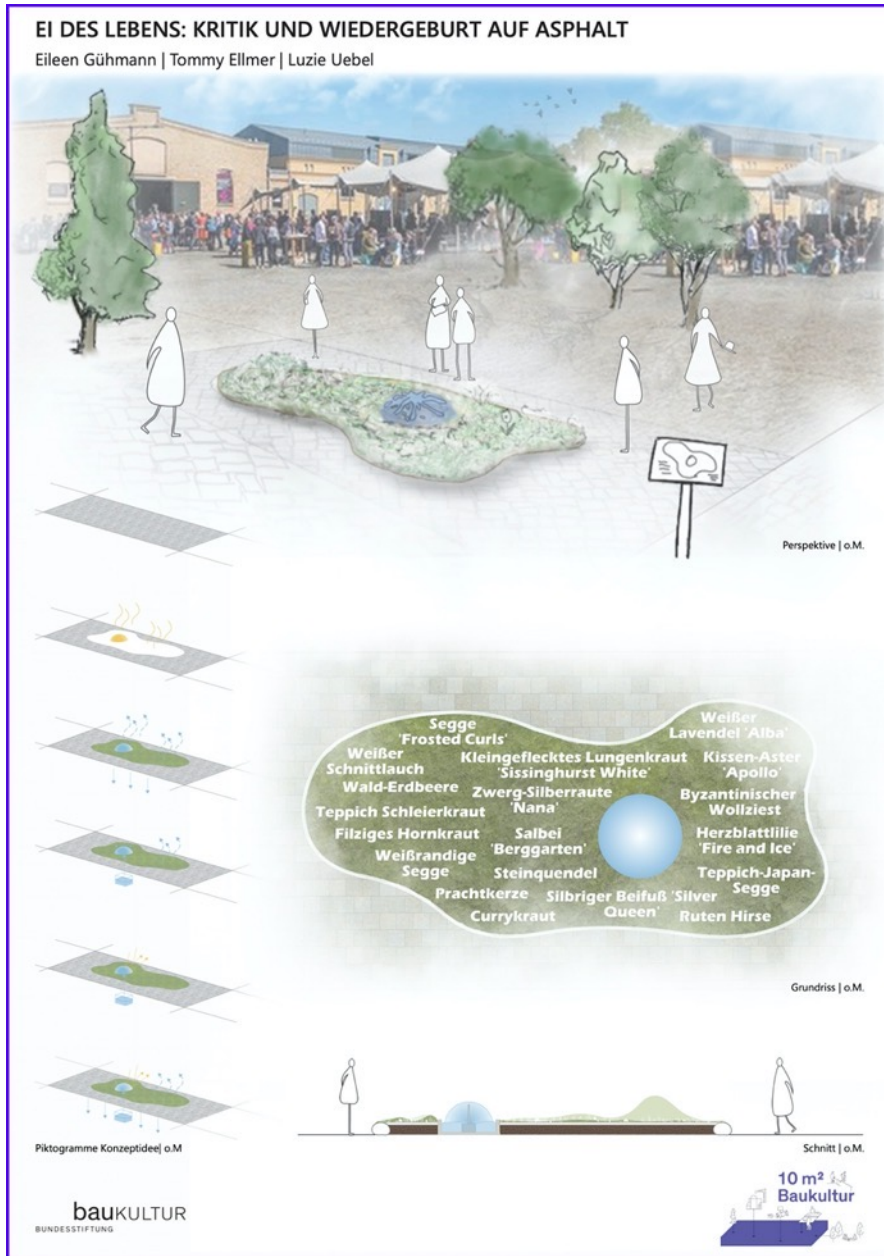 EI DES LEBENS: KRITIK UND WIEDERGEBURT AUF ASPHALT
Eileen Gühmann | Tommy Ellmer | Luzie Uebel
Perspektive | o.M.
Segge
'Frosted Curls'
Weißer
Lavendel 'Alba'
Weißer
Schnittlauch
Kleingeflecktes Lungenkraut
'Sissinghurst White'
Kissen-Aster
'Apollo'
Wald-Erdbeere
Zwerg-Silberraute
'Nana'
Byzantinischer
Wollziest
Teppich Schleierkraut
Filziges Hornkraut
Salbei
'Berggarten'
Herzblattlilie
'Fire and Ice'
Weißrandige
Segge
Steinquendel
Teppich-Japan-
Segge
Prachtkerze
Silbriger Beifuß 'Silver
Queen'
Currykraut
Ruten Hirse
Grundriss | o.M.
Piktogramme Konzeptidee| o.M
Schnitt | o.M.
bauKULTUR
BUNDESSTIFTUNG
10 m²
Baukultur